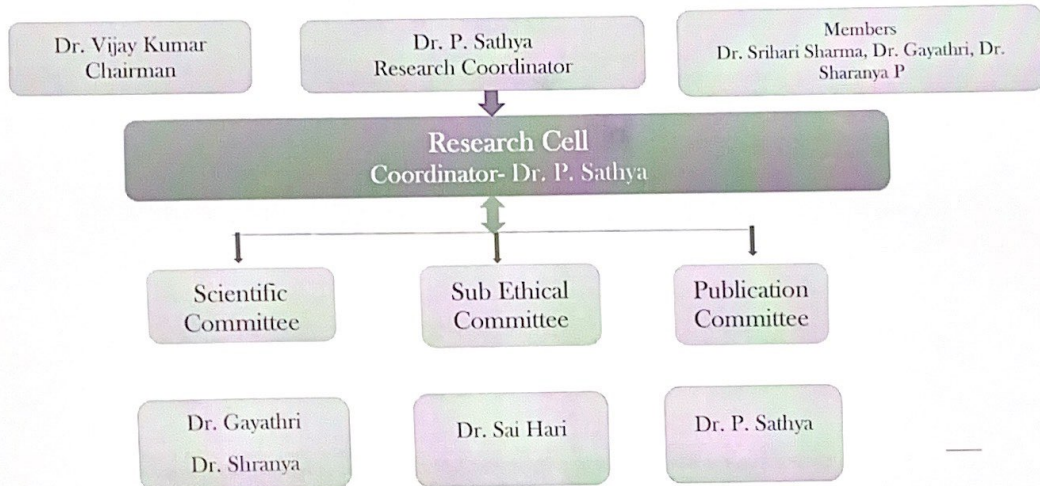 Dr. Vijay Kumar
Chairman
Dr. P. Sathya
Research Coordinator
Members
Dr. Srihari Sharma, Dr. Gayathri, Dr.
Sharanya P
Research Cell
Coordinator- Dr. P. Sathya
Scientific
Committee
Sub Ethical
Committee
Publication
Committee
Dr. Gayathri
Dr. Shranya
Dr. Sai Hari
Dr. P. Sathya